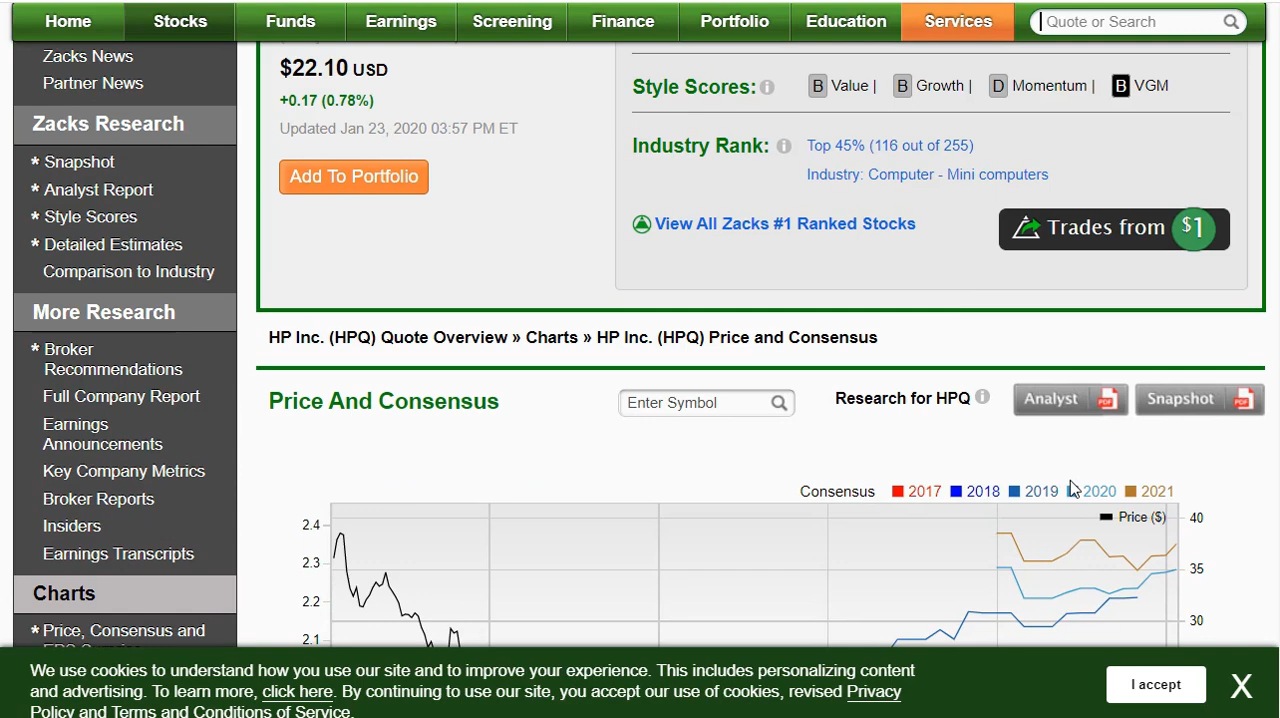 Home Stocks Funds Earnings Screening Finance Portfolio Education Services Quote or Search
Zacks News
Partner News
Zacks Research
* Snapshot
* Analyst Report
* Style Scores
* Detailed Estimates
Comparison to Industry
More Research
* Broker
Recommendations
Full Company Report
Earnings
Announcements
Key Company Metrics
Broker Reports
Insiders
Earnings Transcripts
Charts
* Price, Consensus and
$22.10 USD
+0.17 (0.78%)
Updated Jan 23, 2020 03:57 PM ET
Add To Portfolio
Style Scores: i B Value | B Growth | D Momentum | B VGM
Industry Rank: i Top 45% (116 out of 255)
Industry: Computer - Mini computers
View All Zacks #1 Ranked Stocks
Trades from $1
HP Inc. (HPQ) Quote Overview » Charts » HP Inc. (HPQ) Price and Consensus
Price And Consensus
Enter Symbol
Research for HPQ i
Analyst PDF
Snapshot PDF
Consensus 2017 2018 2019 2020 2021
Price ($)
2.4
2.3
2.2
2.1
40
35
30
We use cookies to understand how you use our site and to improve your experience. This includes personalizing content
and advertising. To learn more, click here. By continuing to use our site, you accept our use of cookies, revised Privacy
Policy and Terms and Conditions of Service.
I accept
X